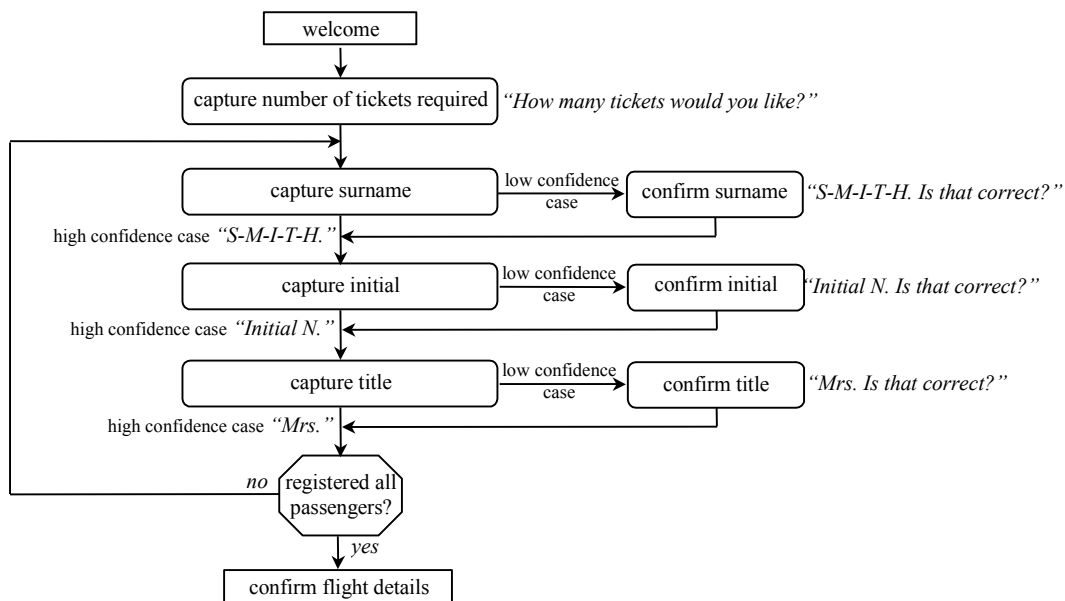 welcome
capture number of tickets required
“How many tickets would you like?”
capture surname
low confidence
case
confirm surname
“S-M-I-T-H. Is that correct?”
high confidence case “S-M-I-T-H.”
capture initial
low confidence
case
confirm initial
“Initial N. Is that correct?”
high confidence case “Initial N.”
capture title
low confidence
case
confirm title
“Mrs. Is that correct?”
high confidence case “Mrs.”
no
registered all
passengers?
yes
confirm flight details